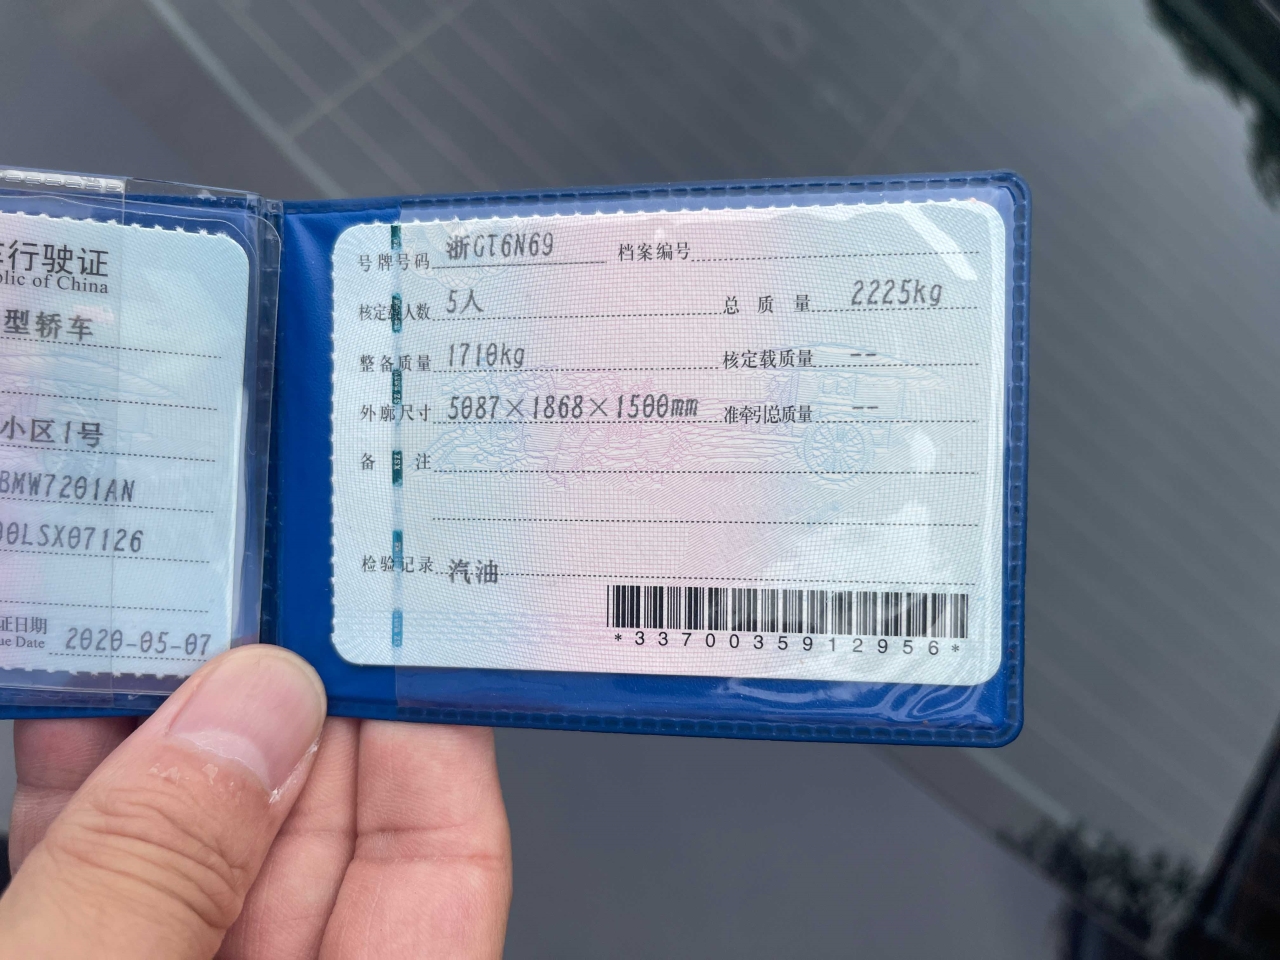 行驶证
blic of China
型轿车
小区1号
BMW7201AN
00LSX07126
证日期
ue Date 2020-05-07
号牌号码 浙GT6N69 档案编号
核定载人数 5人 总质量 2225kg
整备质量 1710kg 核定载质量 --
外廓尺寸 5087×1868×1500mm 准牵引总质量 --
备注
检验记录 汽油
*3370035912956*